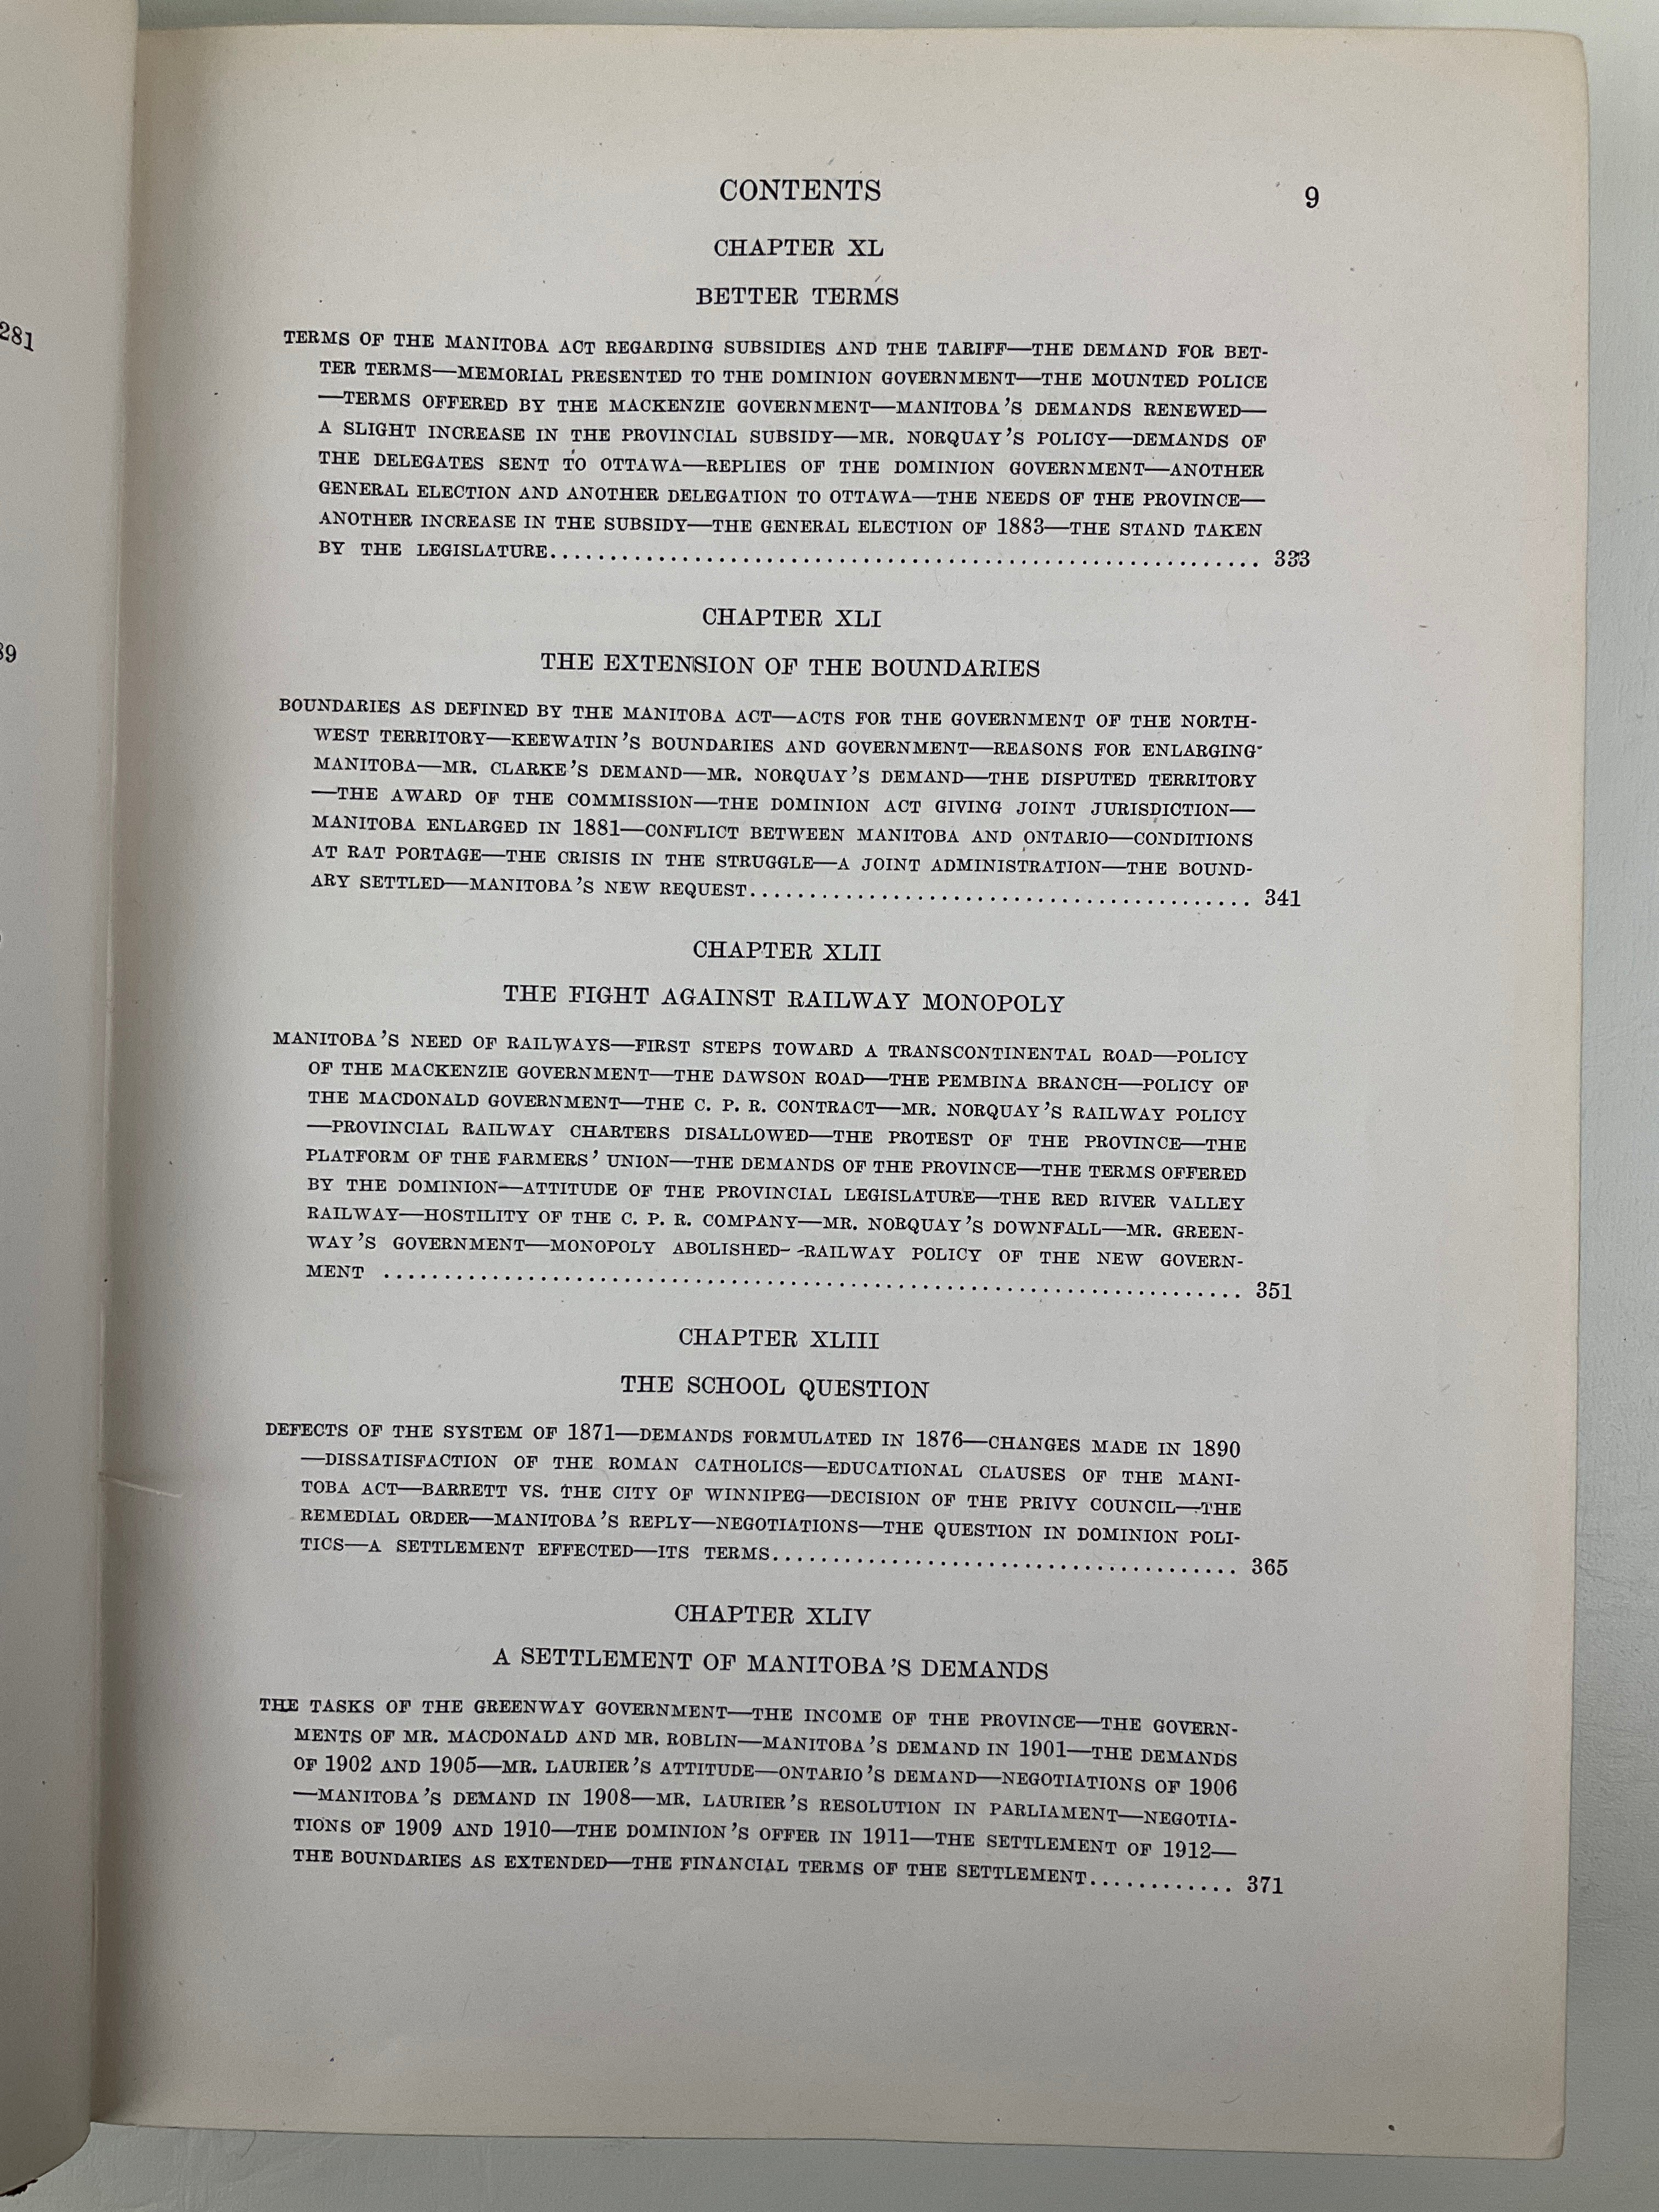 281
89
CONTENTS 9
CHAPTER XL
BETTER TERMS
TERMS OF THE MANITOBA ACT REGARDING SUBSIDIES AND THE TARIFF—THE DEMAND FOR BET-
TER TERMS—MEMORIAL PRESENTED TO THE DOMINION GOVERNMENT—THE MOUNTED POLICE
—TERMS OFFERED BY THE MACKENZIE GOVERNMENT—MANITOBA'S DEMANDS RENEWED—
A SLIGHT INCREASE IN THE PROVINCIAL SUBSIDY—MR. NORQUAY'S POLICY—DEMANDS OF
THE DELEGATES SENT TO OTTAWA—REPLIES OF THE DOMINION GOVERNMENT—ANOTHER
GENERAL ELECTION AND ANOTHER DELEGATION TO OTTAWA—THE NEEDS OF THE PROVINCE—
ANOTHER INCREASE IN THE SUBSIDY—THE GENERAL ELECTION OF 1883—THE STAND TAKEN
BY THE LEGISLATURE........................................................... 333
CHAPTER XLI
THE EXTENSION OF THE BOUNDARIES
BOUNDARIES AS DEFINED BY THE MANITOBA ACT—ACTS FOR THE GOVERNMENT OF THE NORTH-
WEST TERRITORY—KEEWATIN'S BOUNDARIES AND GOVERNMENT—REASONS FOR ENLARGING
MANITOBA—MR. CLARKE'S DEMAND—MR. NORQUAY'S DEMAND—THE DISPUTED TERRITORY
—THE AWARD OF THE COMMISSION—THE DOMINION ACT GIVING JOINT JURISDICTION—
MANITOBA ENLARGED IN 1881—CONFLICT BETWEEN MANITOBA AND ONTARIO—CONDITIONS
AT RAT PORTAGE—THE CRISIS IN THE STRUGGLE—A JOINT ADMINISTRATION—THE BOUND-
ARY SETTLED—MANITOBA'S NEW REQUEST.......................................... 341
CHAPTER XLII
THE FIGHT AGAINST RAILWAY MONOPOLY
MANITOBA'S NEED OF RAILWAYS—FIRST STEPS TOWARD A TRANSCONTINENTAL ROAD—POLICY
OF THE MACKENZIE GOVERNMENT—THE DAWSON ROAD—THE PEMBINA BRANCH—POLICY OF
THE MACDONALD GOVERNMENT—THE C. P. R. CONTRACT—MR. NORQUAY'S RAILWAY POLICY
—PROVINCIAL RAILWAY CHARTERS DISALLOWED—THE PROTEST OF THE PROVINCE—THE
PLATFORM OF THE FARMERS' UNION—THE DEMANDS OF THE PROVINCE—THE TERMS OFFERED
BY THE DOMINION—ATTITUDE OF THE PROVINCIAL LEGISLATURE—THE RED RIVER VALLEY
RAILWAY—HOSTILITY OF THE C. P. R. COMPANY—MR. NORQUAY'S DOWNFALL—MR. GREEN-
WAY'S GOVERNMENT—MONOPOLY ABOLISHED--RAILWAY POLICY OF THE NEW GOVERN-
MENT ........................................................................ 351
CHAPTER XLIII
THE SCHOOL QUESTION
DEFECTS OF THE SYSTEM OF 1871—DEMANDS FORMULATED IN 1876—CHANGES MADE IN 1890
—DISSATISFACTION OF THE ROMAN CATHOLICS—EDUCATIONAL CLAUSES OF THE MANI-
TOBA ACT—BARRETT VS. THE CITY OF WINNIPEG—DECISION OF THE PRIVY COUNCIL—THE
REMEDIAL ORDER—MANITOBA'S REPLY—NEGOTIATIONS—THE QUESTION IN DOMINION POLI-
TICS—A SETTLEMENT EFFECTED—ITS TERMS....................................... 365
CHAPTER XLIV
A SETTLEMENT OF MANITOBA'S DEMANDS
THE TASKS OF THE GREENWAY GOVERNMENT—THE INCOME OF THE PROVINCE—THE GOVERN-
MENTS OF MR. MACDONALD AND MR. ROBLIN—MANITOBA'S DEMAND IN 1901—THE DEMANDS
OF 1902 AND 1905—MR. LAURIER'S ATTITUDE—ONTARIO'S DEMAND—NEGOTIATIONS OF 1906
—MANITOBA'S DEMAND IN 1908—MR. LAURIER'S RESOLUTION IN PARLIAMENT—NEGOTIA-
TIONS OF 1909 AND 1910—THE DOMINION'S OFFER IN 1911—THE SETTLEMENT OF 1912—
THE BOUNDARIES AS EXTENDED—THE FINANCIAL TERMS OF THE SETTLEMENT............ 371